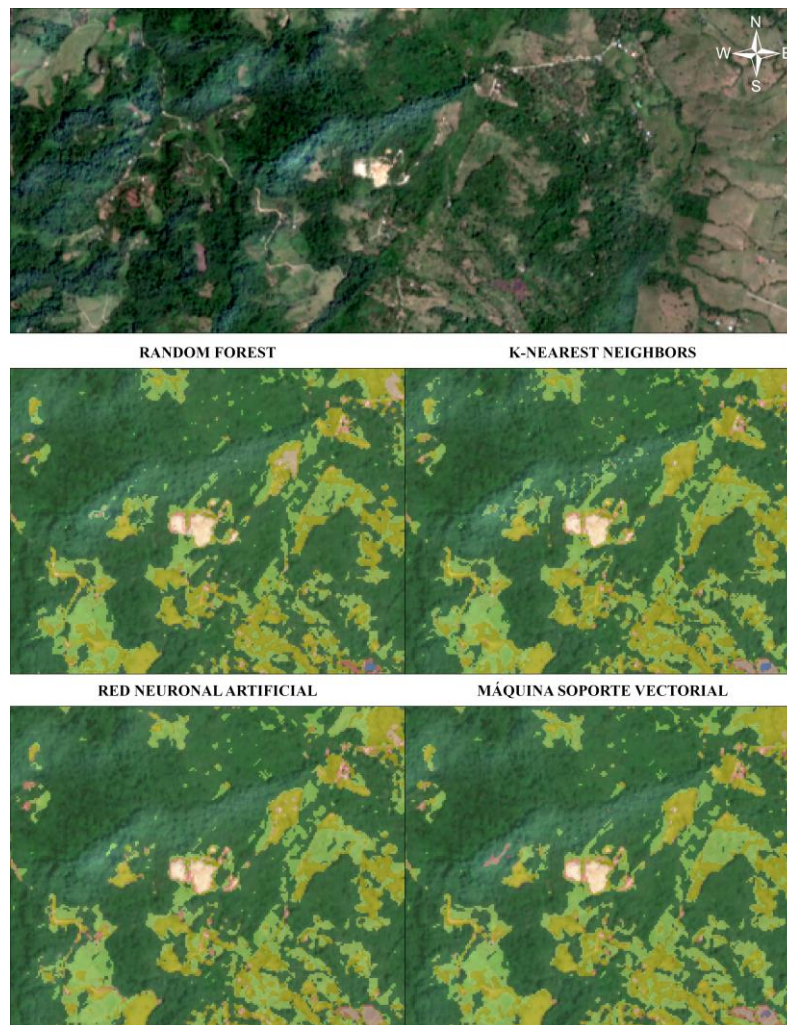 N
W E
S
RANDOM FOREST
K-NEAREST NEIGHBORS
RED NEURONAL ARTIFICIAL
MÁQUINA SOPORTE VECTORIAL